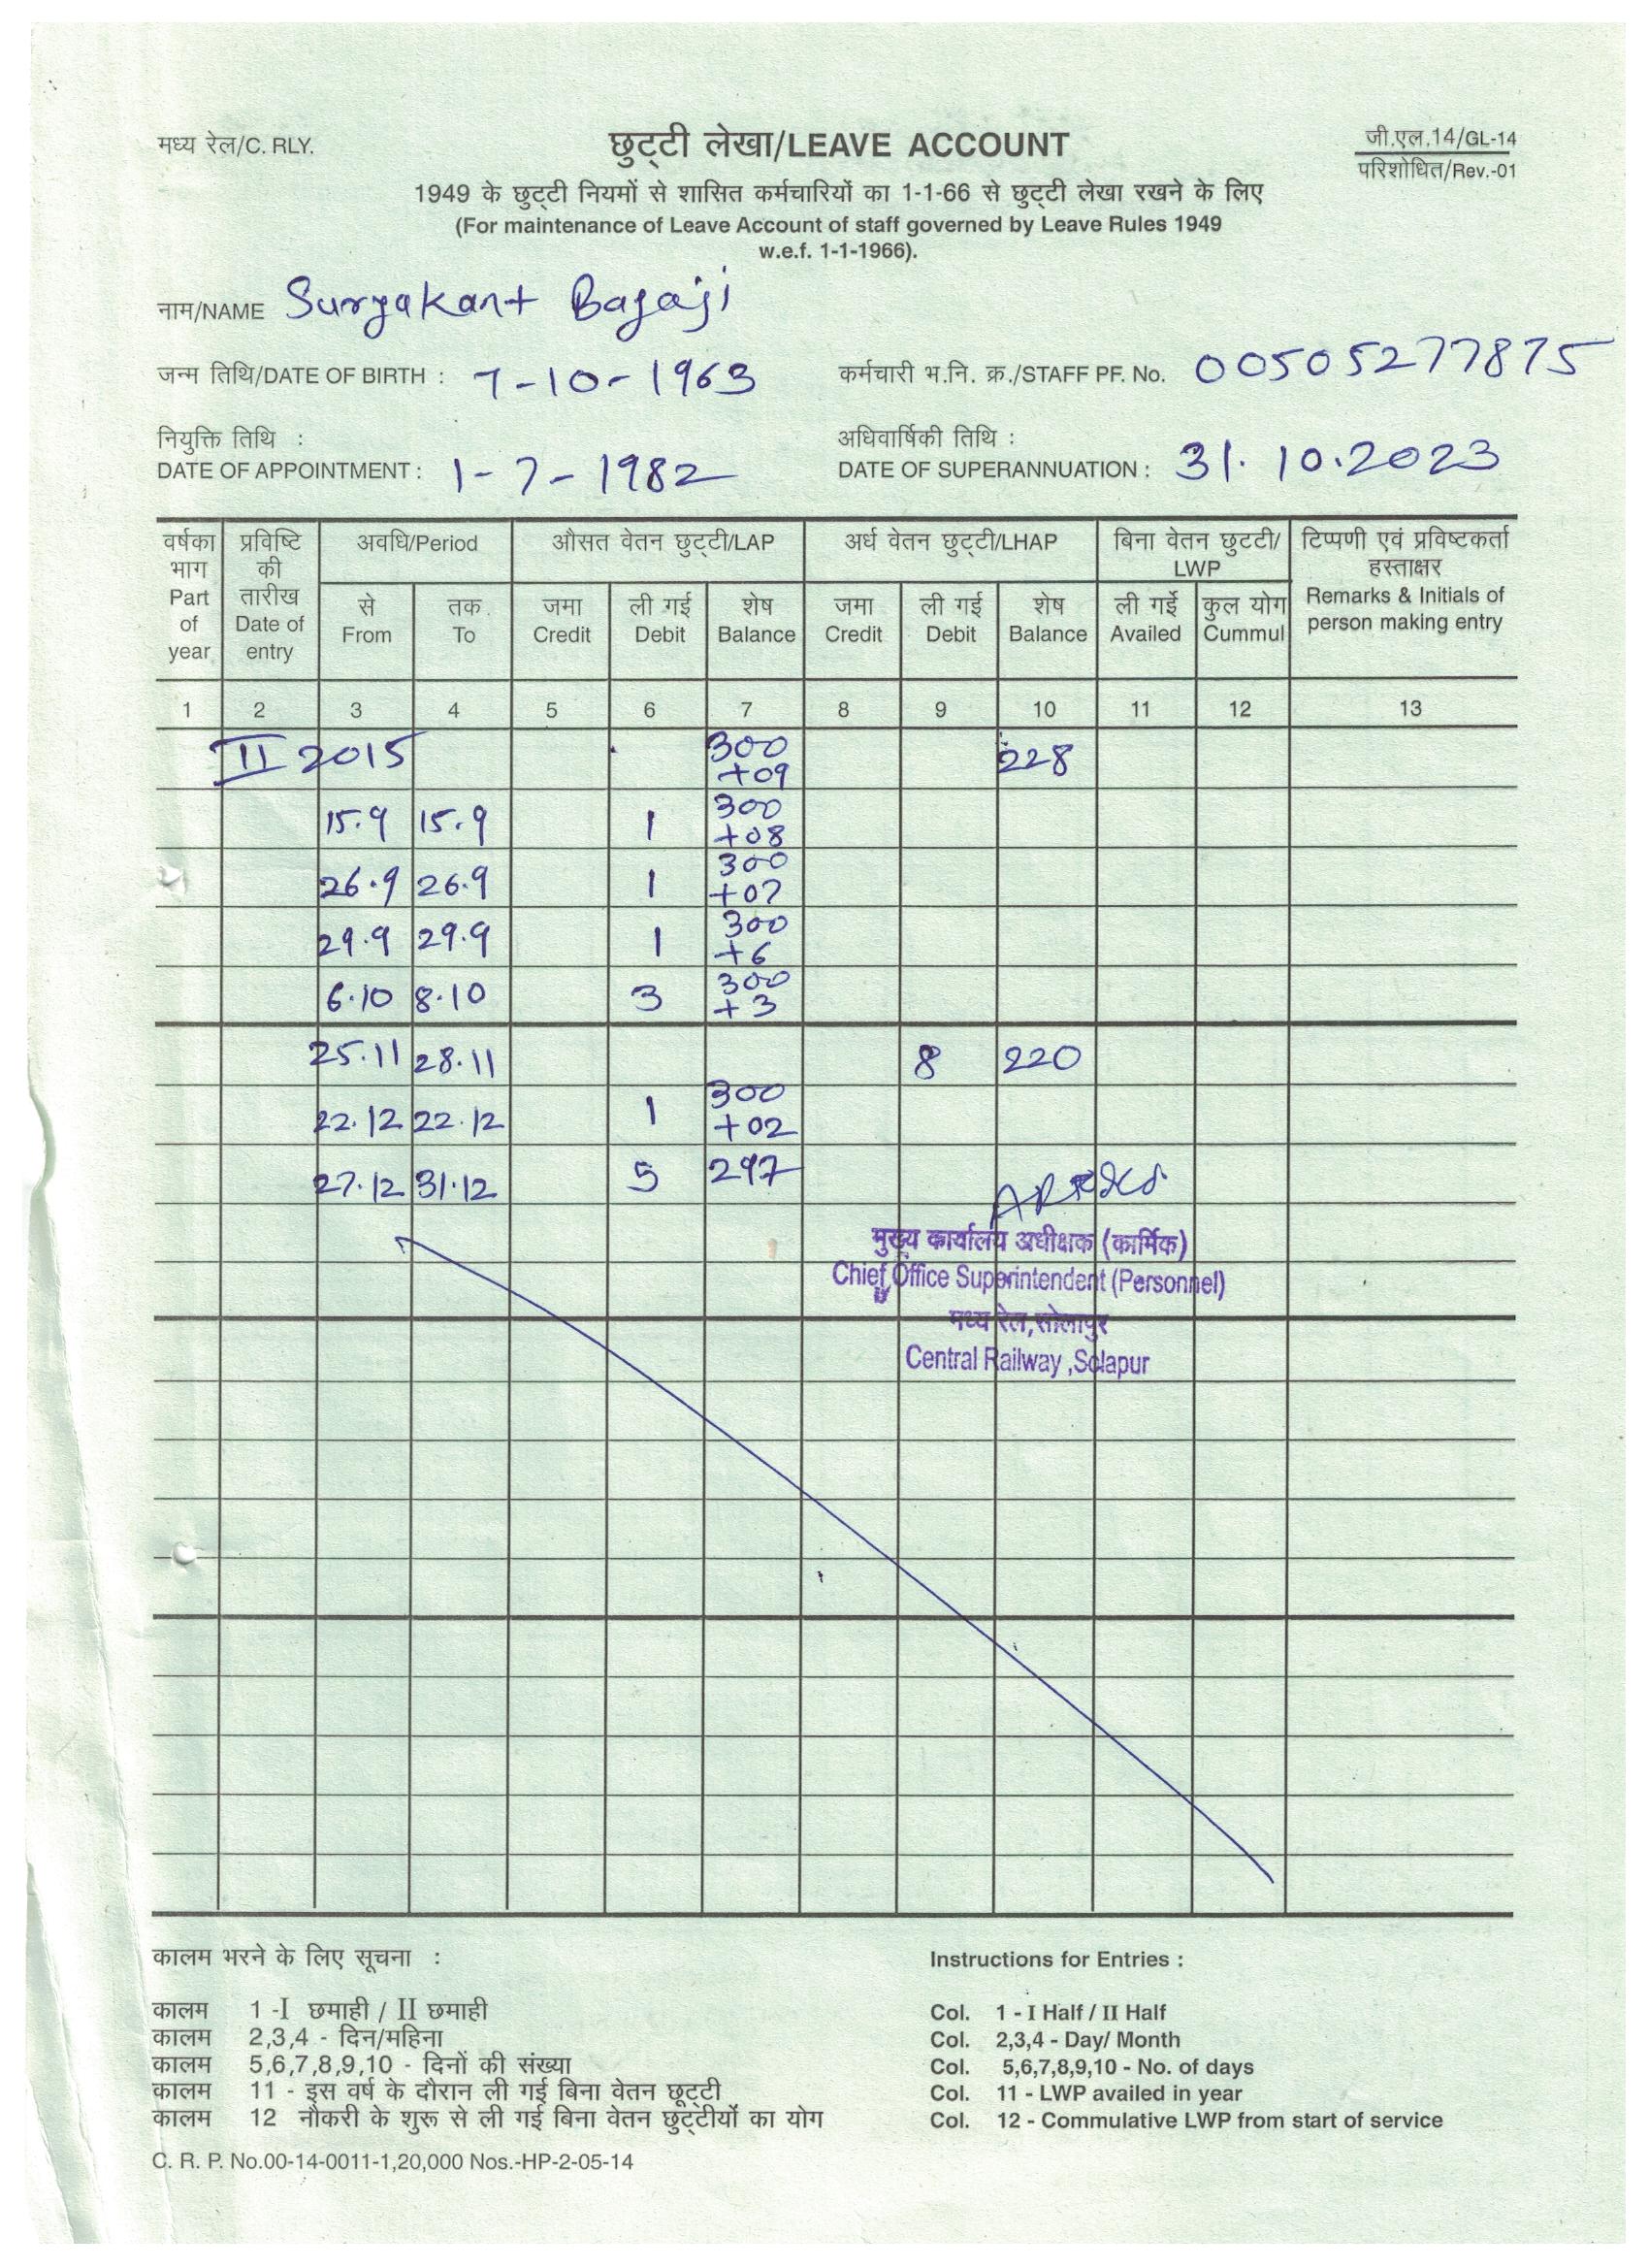 मध्य रेल/C. RLY.
छुट्टी लेखा/LEAVE ACCOUNT
जी.एल.14/GL-14
परिशोधित/Rev.-01
1949 के छुट्टी नियमों से शासित कर्मचारियों का 1-1-66 से छुट्टी लेखा रखने के लिए
(For maintenance of Leave Account of staff governed by Leave Rules 1949
w.e.f. 1-1-1966).
नाम/NAME Suryakant Bagaji
जन्म तिथि/DATE OF BIRTH : 7-10-1963 कर्मचारी भ.नि. क्र./STAFF PF. No. 00505277875
नियुक्ति तिथि : अधिवार्षिकी तिथि :
DATE OF APPOINTMENT : 1-7-1982 DATE OF SUPERANNUATION : 31.10.2023
वर्षका भाग Part of year प्रविष्टि की तारीख Date of entry अवधि/Period औसत वेतन छुट्टी/LAP अर्ध वेतन छुट्टी/LHAP बिना वेतन छुटटी/ LWP टिप्पणी एवं प्रविष्टकर्ता हस्ताक्षर Remarks & Initials of person making entry
से From तक To जमा Credit ली गई Debit शेष Balance जमा Credit ली गई Debit शेष Balance ली गई Availed कुल योग Cummul
1 2 3 4 5 6 7 8 9 10 11 12 13
II 2015 300 +09 228
15.9 15.9 1 300 +08
26.9 26.9 1 300 +07
29.9 29.9 1 300 +6
6.10 8.10 3 300 +3
25.11 28.11 8 220
22.12 22.12 1 300 +02
27.12 31.12 5 297
मुख्य कार्यालय अधीक्षक (कार्मिक)
Chief Office Superintendent (Personnel)
मध्य रेल,सोलापुर
Central Railway ,Solapur
कालम भरने के लिए सूचना : Instructions for Entries :
कालम 1 -I छमाही / II छमाही Col. 1 - I Half / II Half
कालम 2,3,4 - दिन/महिना Col. 2,3,4 - Day/ Month
कालम 5,6,7,8,9,10 - दिनों की संख्या Col. 5,6,7,8,9,10 - No. of days
कालम 11 - इस वर्ष के दौरान ली गई बिना वेतन छूट्टी Col. 11 - LWP availed in year
कालम 12 नौकरी के शुरू से ली गई बिना वेतन छुट्टीयों का योग Col. 12 - Commulative LWP from start of service
C. R. P. No.00-14-0011-1,20,000 Nos.-HP-2-05-14